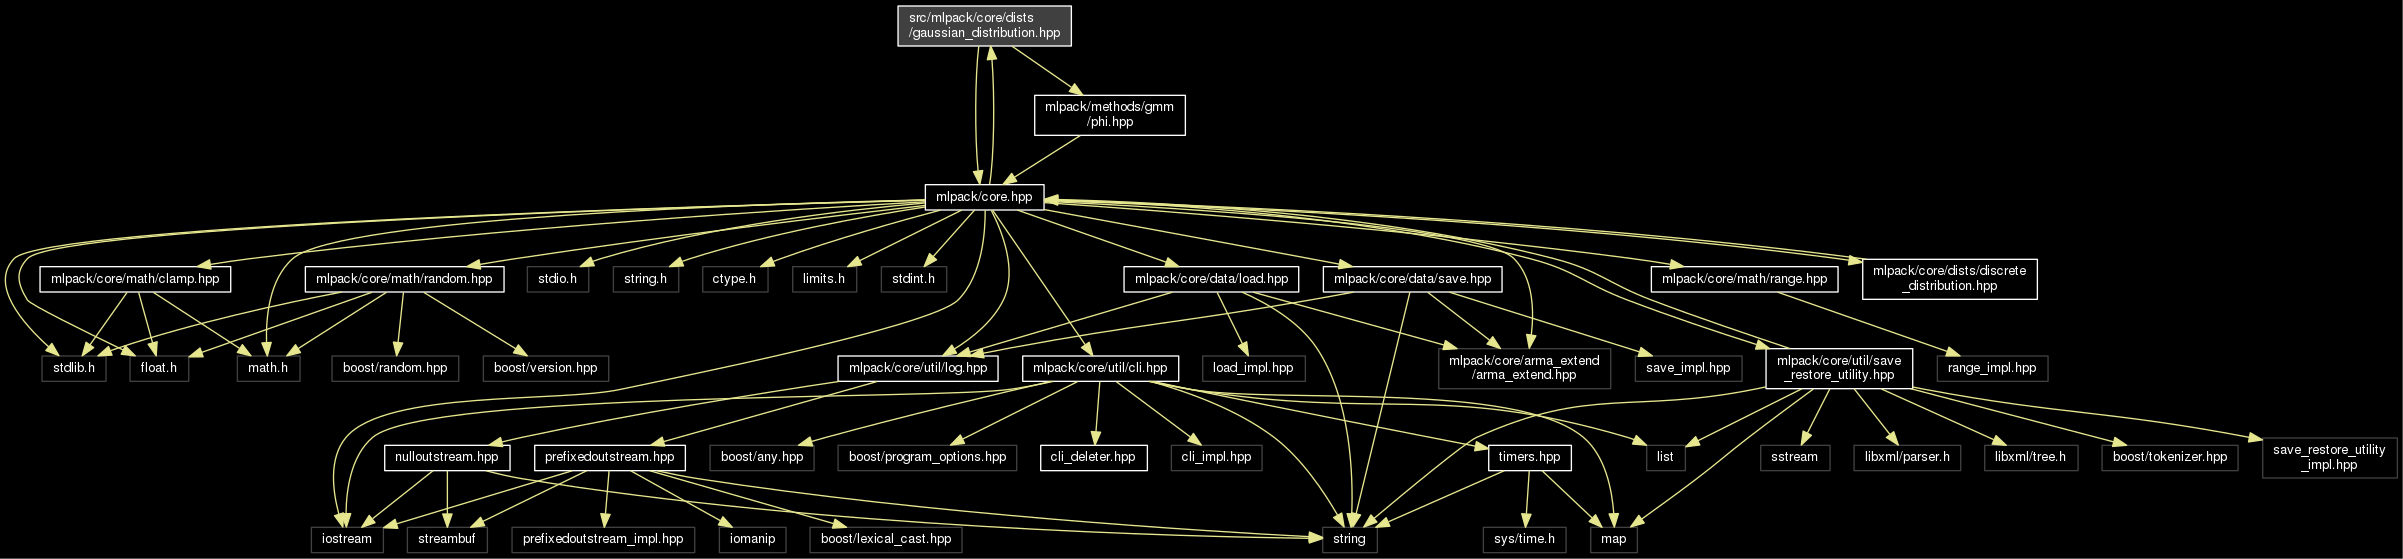 src/mlpack/core/dists
/gaussian_distribution.hpp
mlpack/methods/gmm
/phi.hpp
mlpack/core.hpp
mlpack/core/math/clamp.hpp
mlpack/core/math/random.hpp
stdio.h
string.h
ctype.h
limits.h
stdint.h
mlpack/core/data/load.hpp
mlpack/core/data/save.hpp
mlpack/core/math/range.hpp
mlpack/core/dists/discrete
_distribution.hpp
stdlib.h
float.h
math.h
boost/random.hpp
boost/version.hpp
mlpack/core/util/log.hpp
mlpack/core/util/cli.hpp
load_impl.hpp
mlpack/core/arma_extend
/arma_extend.hpp
save_impl.hpp
mlpack/core/util/save
_restore_utility.hpp
range_impl.hpp
nulloutstream.hpp
prefixedoutstream.hpp
boost/any.hpp
boost/program_options.hpp
cli_deleter.hpp
cli_impl.hpp
timers.hpp
list
sstream
libxml/parser.h
libxml/tree.h
boost/tokenizer.hpp
save_restore_utility
_impl.hpp
iostream
streambuf
prefixedoutstream_impl.hpp
iomanip
boost/lexical_cast.hpp
string
sys/time.h
map